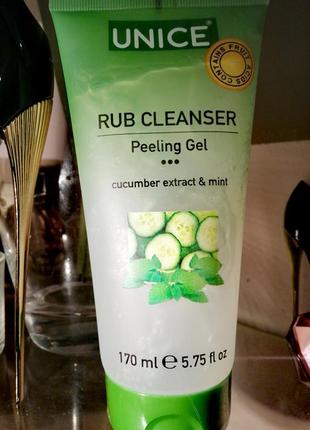 UNICE®
CONTAINS FRUIT ACIDS
RUB CLEANSER
Peeling Gel
cucumber extract & mint
170 ml ℮ 5.75 fl oz